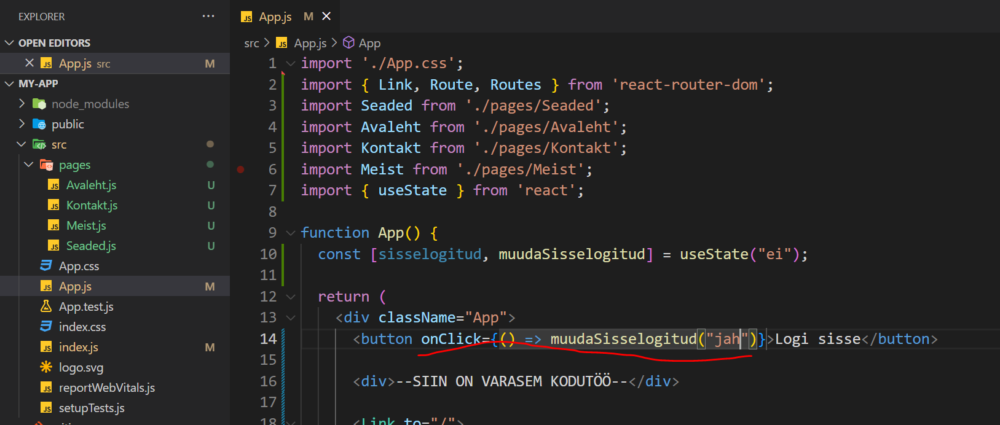 EXPLORER ···
OPEN EDITORS
App.js src M
MY-APP
node_modules
public
src
pages
Avaleht.js U
Kontakt.js U
Meist.js U
Seaded.js U
App.css
App.js M
App.test.js
index.css
index.js M
logo.svg
reportWebVitals.js
setupTests.js
App.js M
src > App.js > App
1 import './App.css';
2 import { Link, Route, Routes } from 'react-router-dom';
3 import Seaded from './pages/Seaded';
4 import Avaleht from './pages/Avaleht';
5 import Kontakt from './pages/Kontakt';
6 import Meist from './pages/Meist';
7 import { useState } from 'react';
8
9 function App() {
10 const [sisselogitud, muudaSisselogitud] = useState("ei");
11
12 return (
13 <div className="App">
14 <button onClick={() => muudaSisselogitud("jah")}>Logi sisse</button>
15
16 <div>--SIIN ON VARASEM KODUTÖÖ--</div>
17
18 <Link to="/">